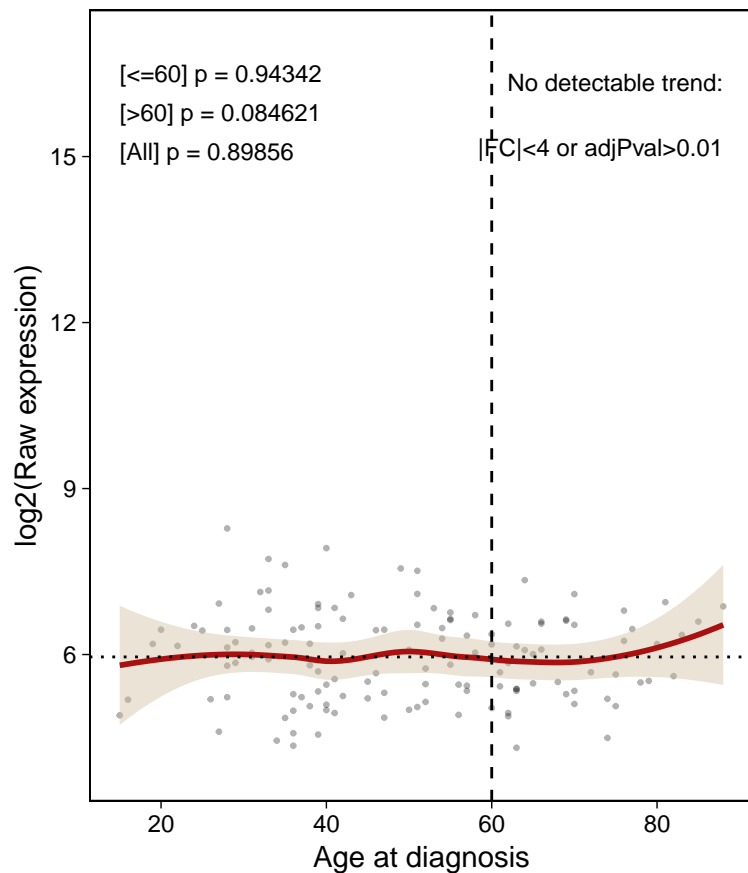 [<=60] p = 0.94342
[>60] p = 0.084621
[All] p = 0.89856
No detectable trend:
|FC|<4 or adjPval>0.01
log2(Raw expression)
15
12
9
6
20
40
60
80
Age at diagnosis